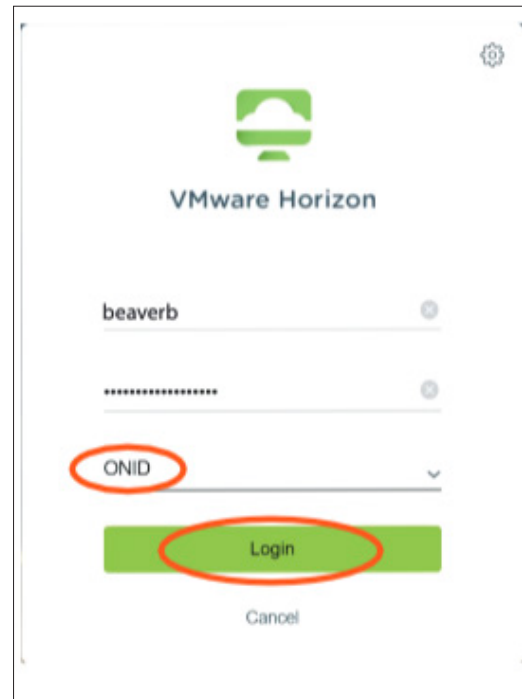 VMware Horizon
beaverb
••••••••••••••••••
ONID
Login
Cancel